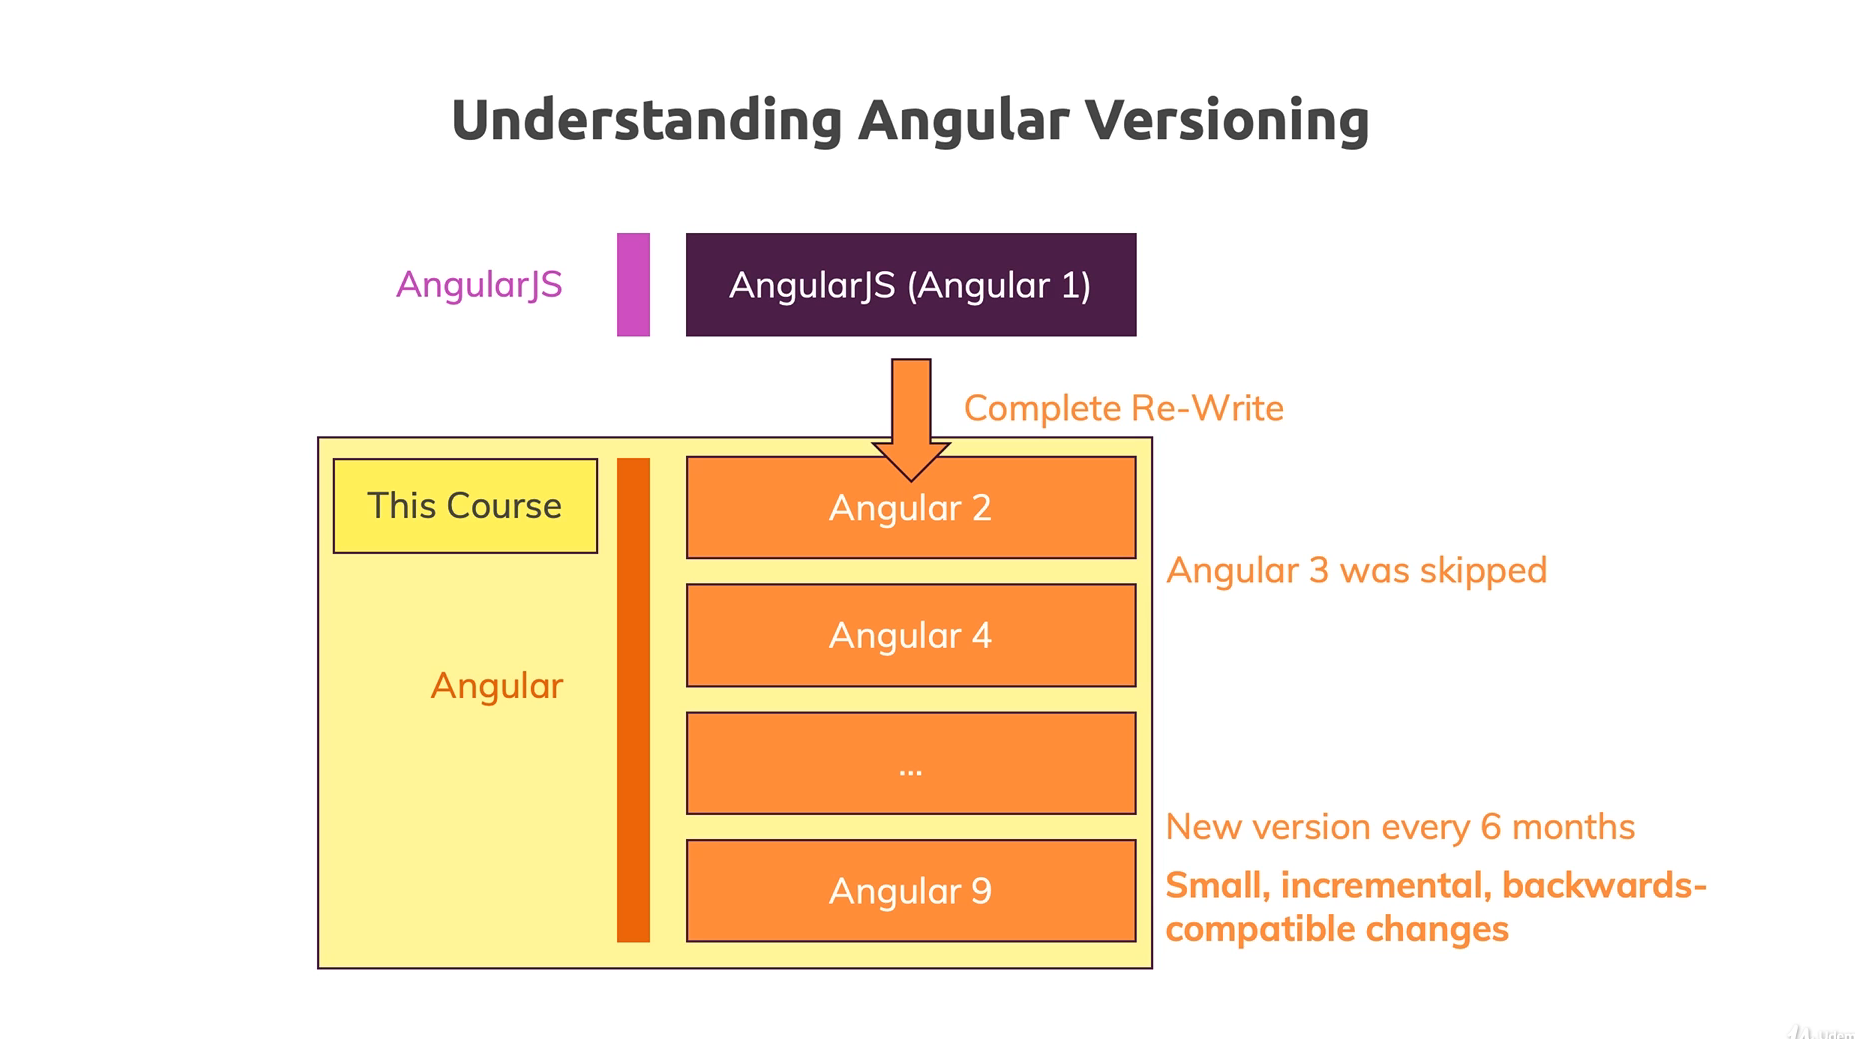 Understanding Angular Versioning
AngularJS
AngularJS (Angular 1)
Complete Re-Write
This Course
Angular 2
Angular 3 was skipped
Angular 4
Angular
...
New version every 6 months
Angular 9
Small, incremental, backwards-
compatible changes